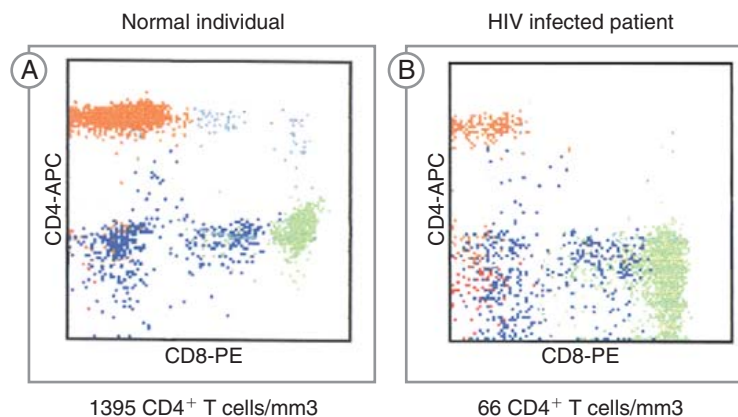 Normal individual
HIV infected patient
A
B
CD4-APC
CD4-APC
CD8-PE
CD8-PE
1395 CD4⁺ T cells/mm3
66 CD4⁺ T cells/mm3